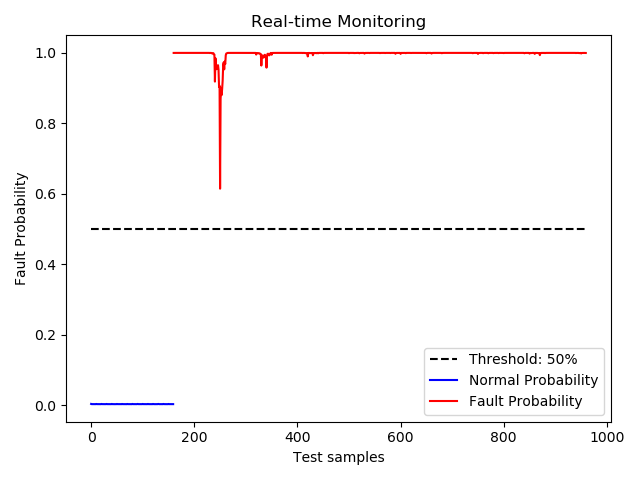 Real-time Monitoring
1.0
0.8
0.6
0.4
0.2
0.0
Fault Probability
Threshold: 50%
Normal Probability
Fault Probability
0 200 400 600 800 1000
Test samples